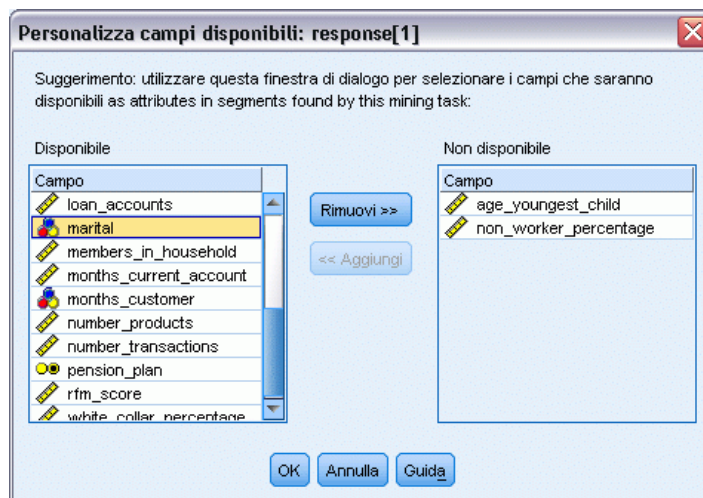 Personalizza campi disponibili: response[1]
Suggerimento: utilizzare questa finestra di dialogo per selezionare i campi che saranno
disponibili as attributes in segments found by this mining task:
Disponibile
Campo
loan_accounts
marital
members_in_household
months_current_account
months_customer
number_products
number_transactions
pension_plan
rfm_score
white_collar_percentage
Rimuovi >>
<< Aggiungi
Non disponibile
Campo
age_youngest_child
non_worker_percentage
OK
Annulla
Guida